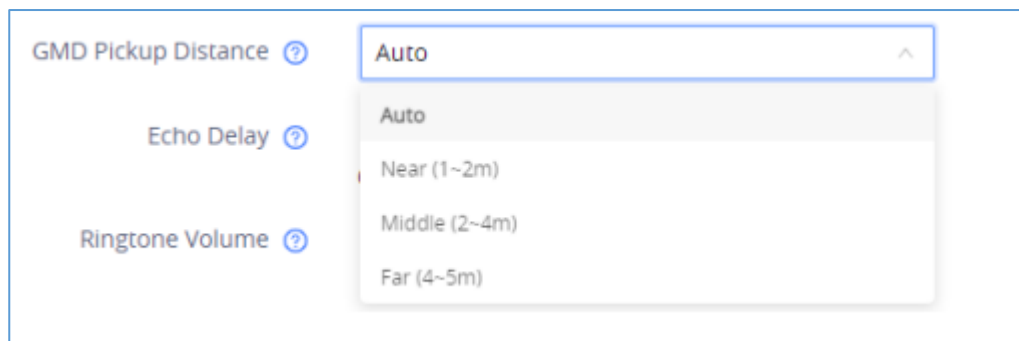 GMD Pickup Distance Auto
Auto
Echo Delay
Near (1~2m)
Middle (2~4m)
Ringtone Volume
Far (4~5m)